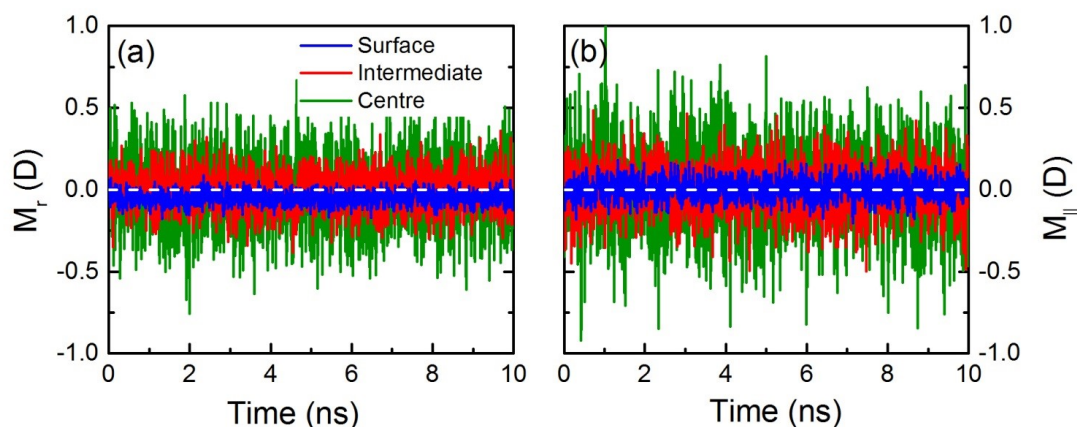 (a)
Surface
Intermediate
Centre
1.0
0.5
0.0
-0.5
-1.0
M_r (D)
0 2 4 6 8 10
Time (ns)
(b)
1.0
0.5
0.0
-0.5
-1.0
M_|| (D)
0 2 4 6 8 10
Time (ns)